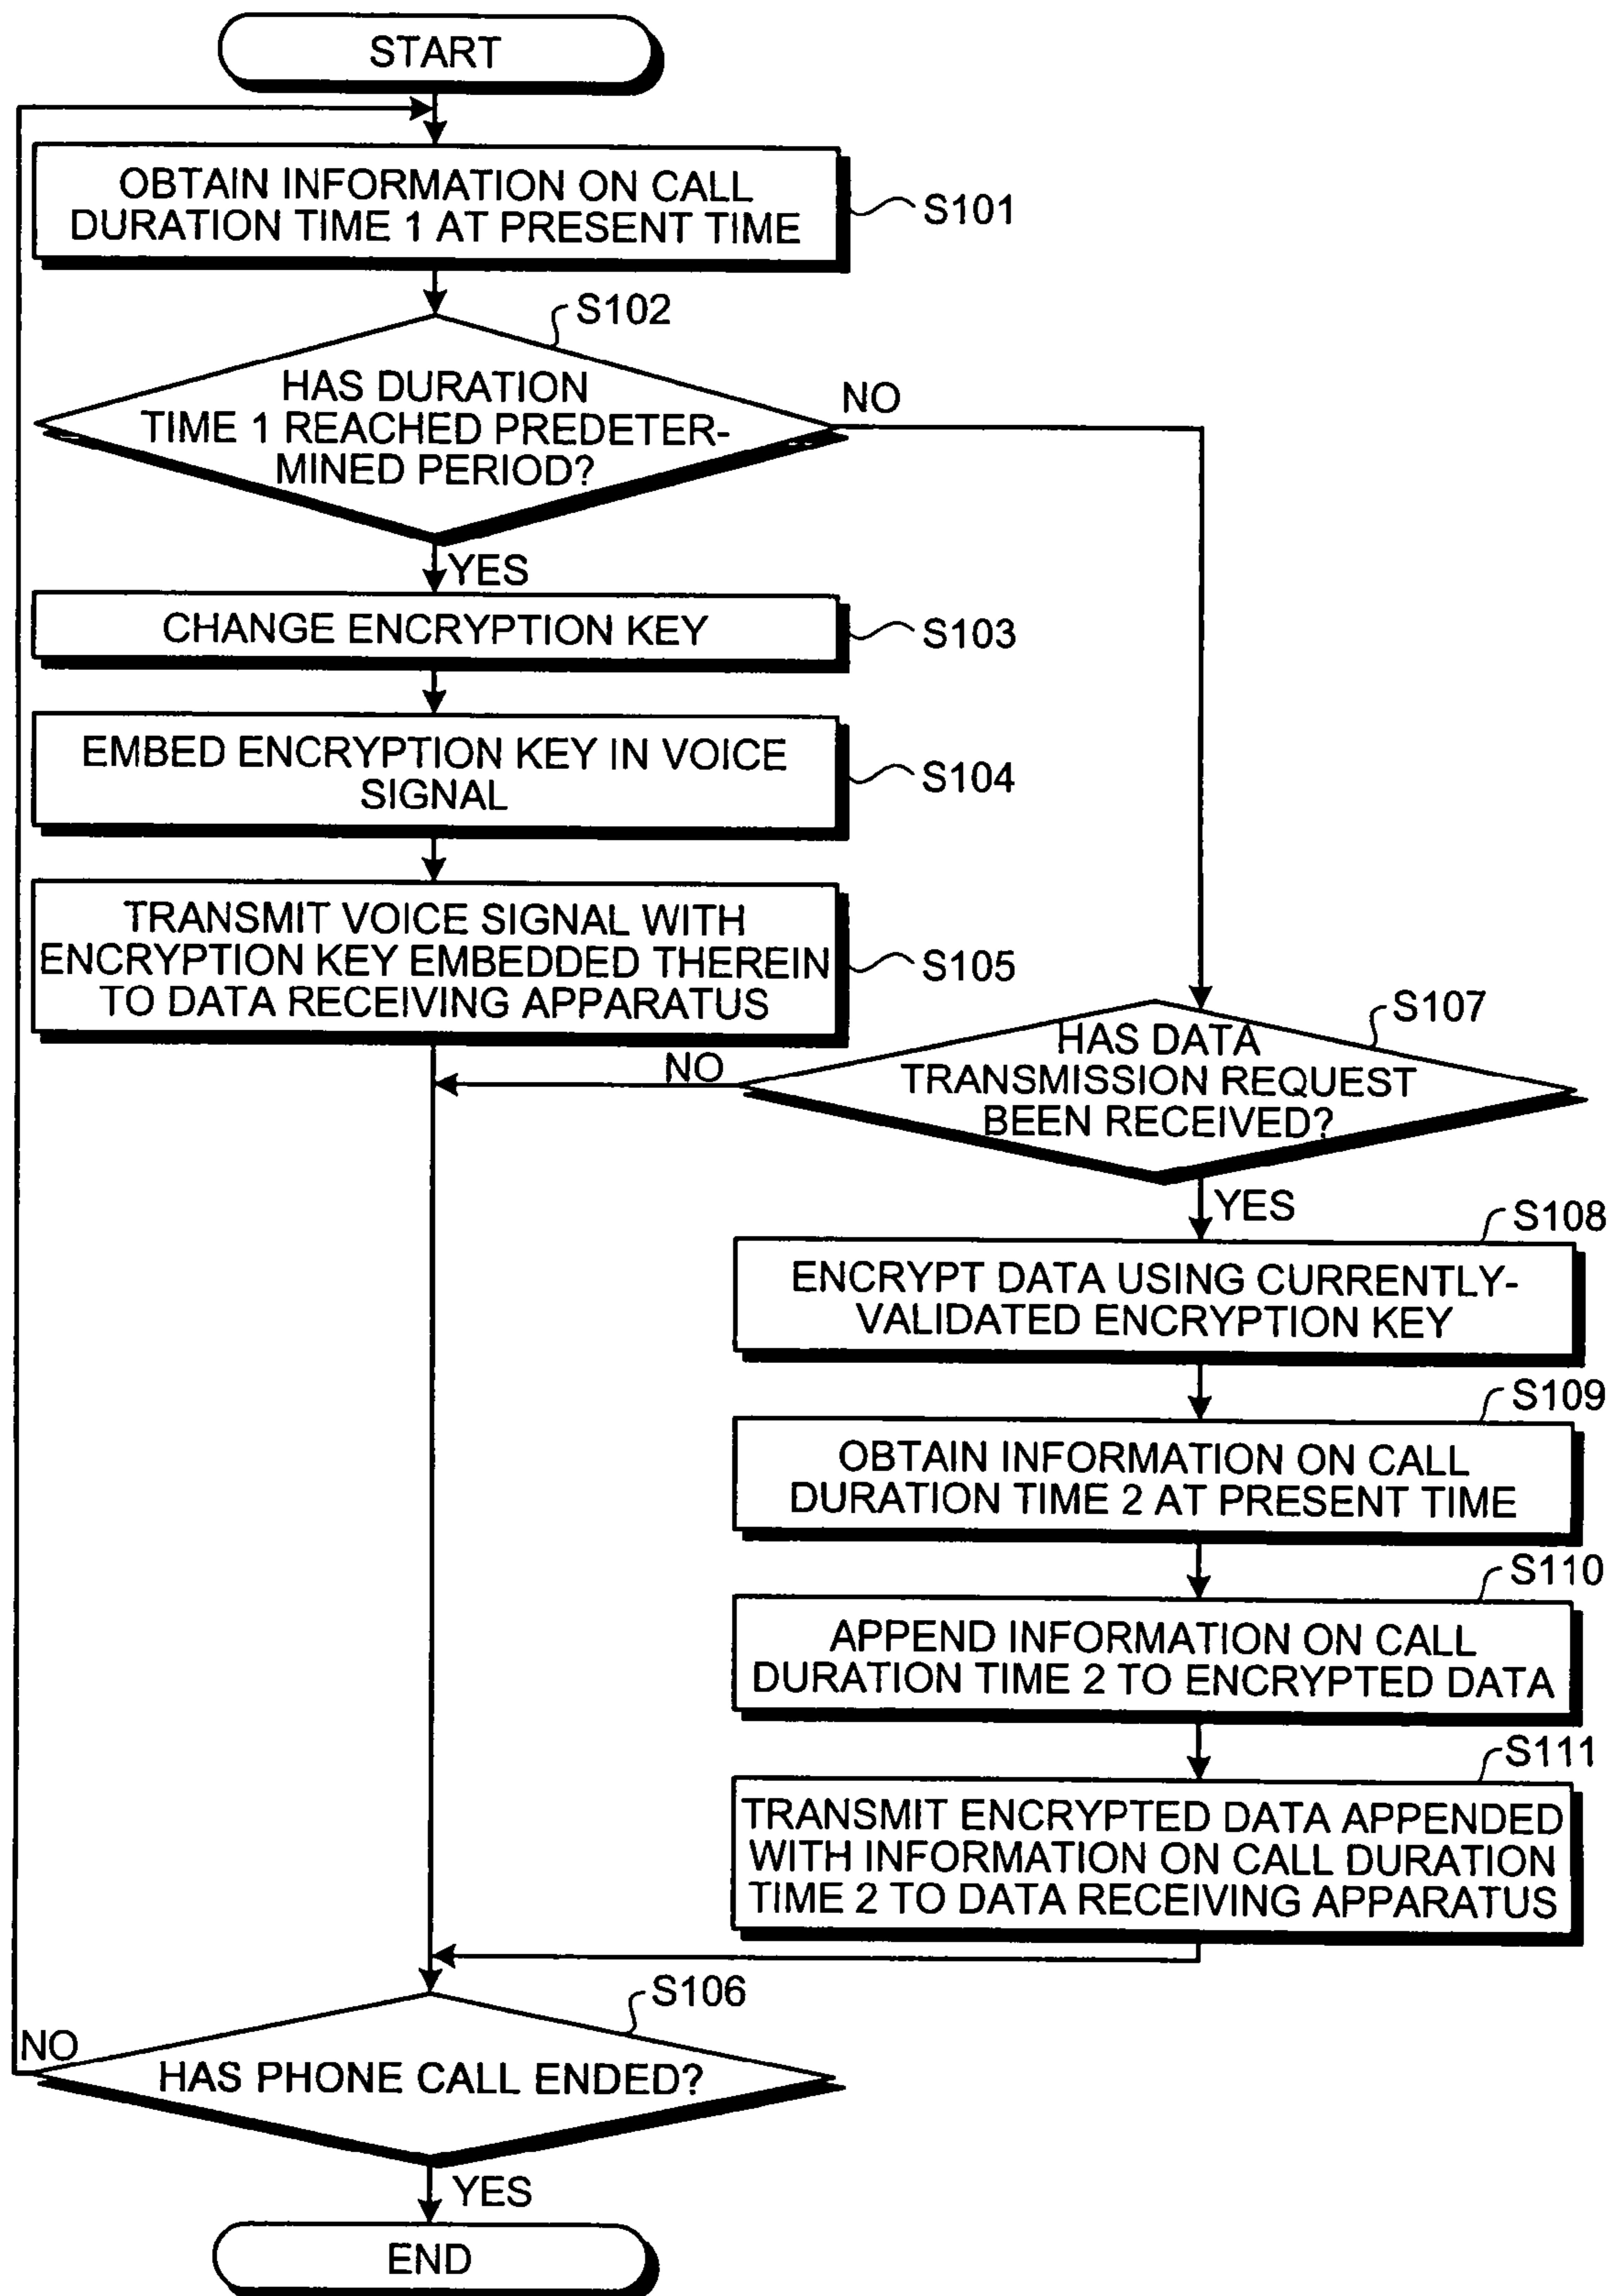 START
OBTAIN INFORMATION ON CALL
DURATION TIME 1 AT PRESENT TIME
S101
S102
HAS DURATION
TIME 1 REACHED PREDETER-
MINED PERIOD?
NO
YES
CHANGE ENCRYPTION KEY
S103
EMBED ENCRYPTION KEY IN VOICE
SIGNAL
S104
TRANSMIT VOICE SIGNAL WITH
ENCRYPTION KEY EMBEDDED THEREIN
TO DATA RECEIVING APPARATUS
S105
S107
HAS DATA
TRANSMISSION REQUEST
BEEN RECEIVED?
NO
YES
S108
ENCRYPT DATA USING CURRENTLY-
VALIDATED ENCRYPTION KEY
S109
OBTAIN INFORMATION ON CALL
DURATION TIME 2 AT PRESENT TIME
S110
APPEND INFORMATION ON CALL
DURATION TIME 2 TO ENCRYPTED DATA
S111
TRANSMIT ENCRYPTED DATA APPENDED
WITH INFORMATION ON CALL DURATION
TIME 2 TO DATA RECEIVING APPARATUS
S106
NO
HAS PHONE CALL ENDED?
YES
END